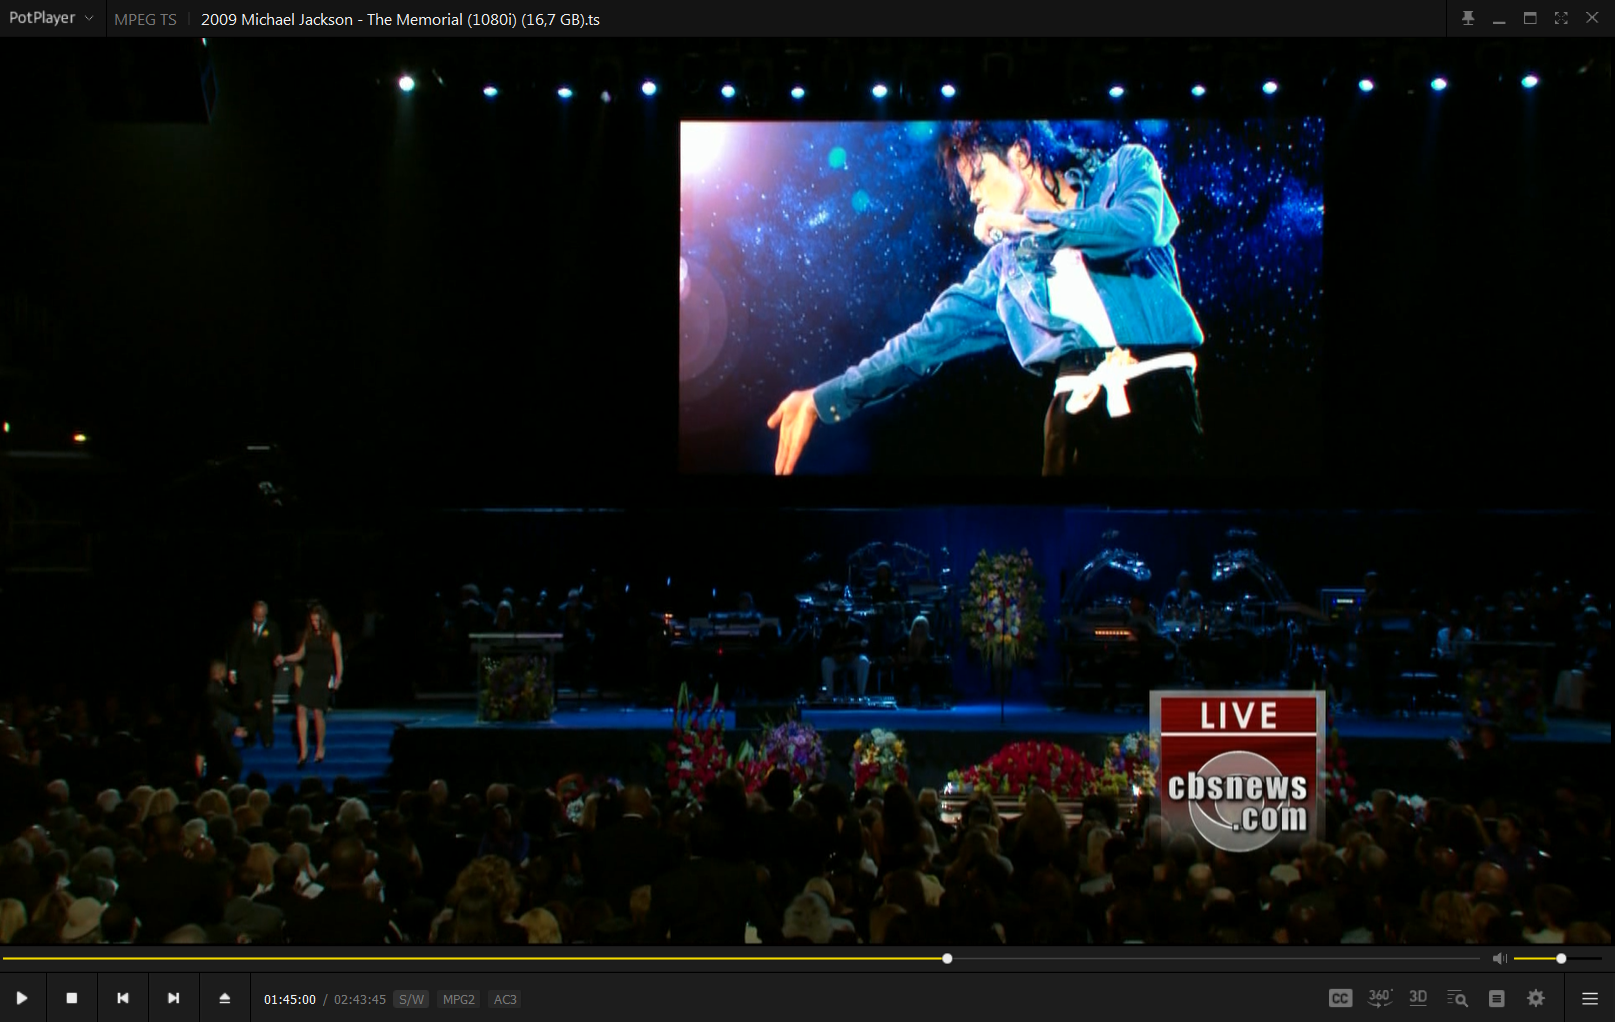 PotPlayer
MPEG TS
2009 Michael Jackson - The Memorial (1080i) (16,7 GB).ts
LIVE
cbsnews
.com
01:45:00 / 02:43:45 S/W MPG2 AC3
CC 360° 3D